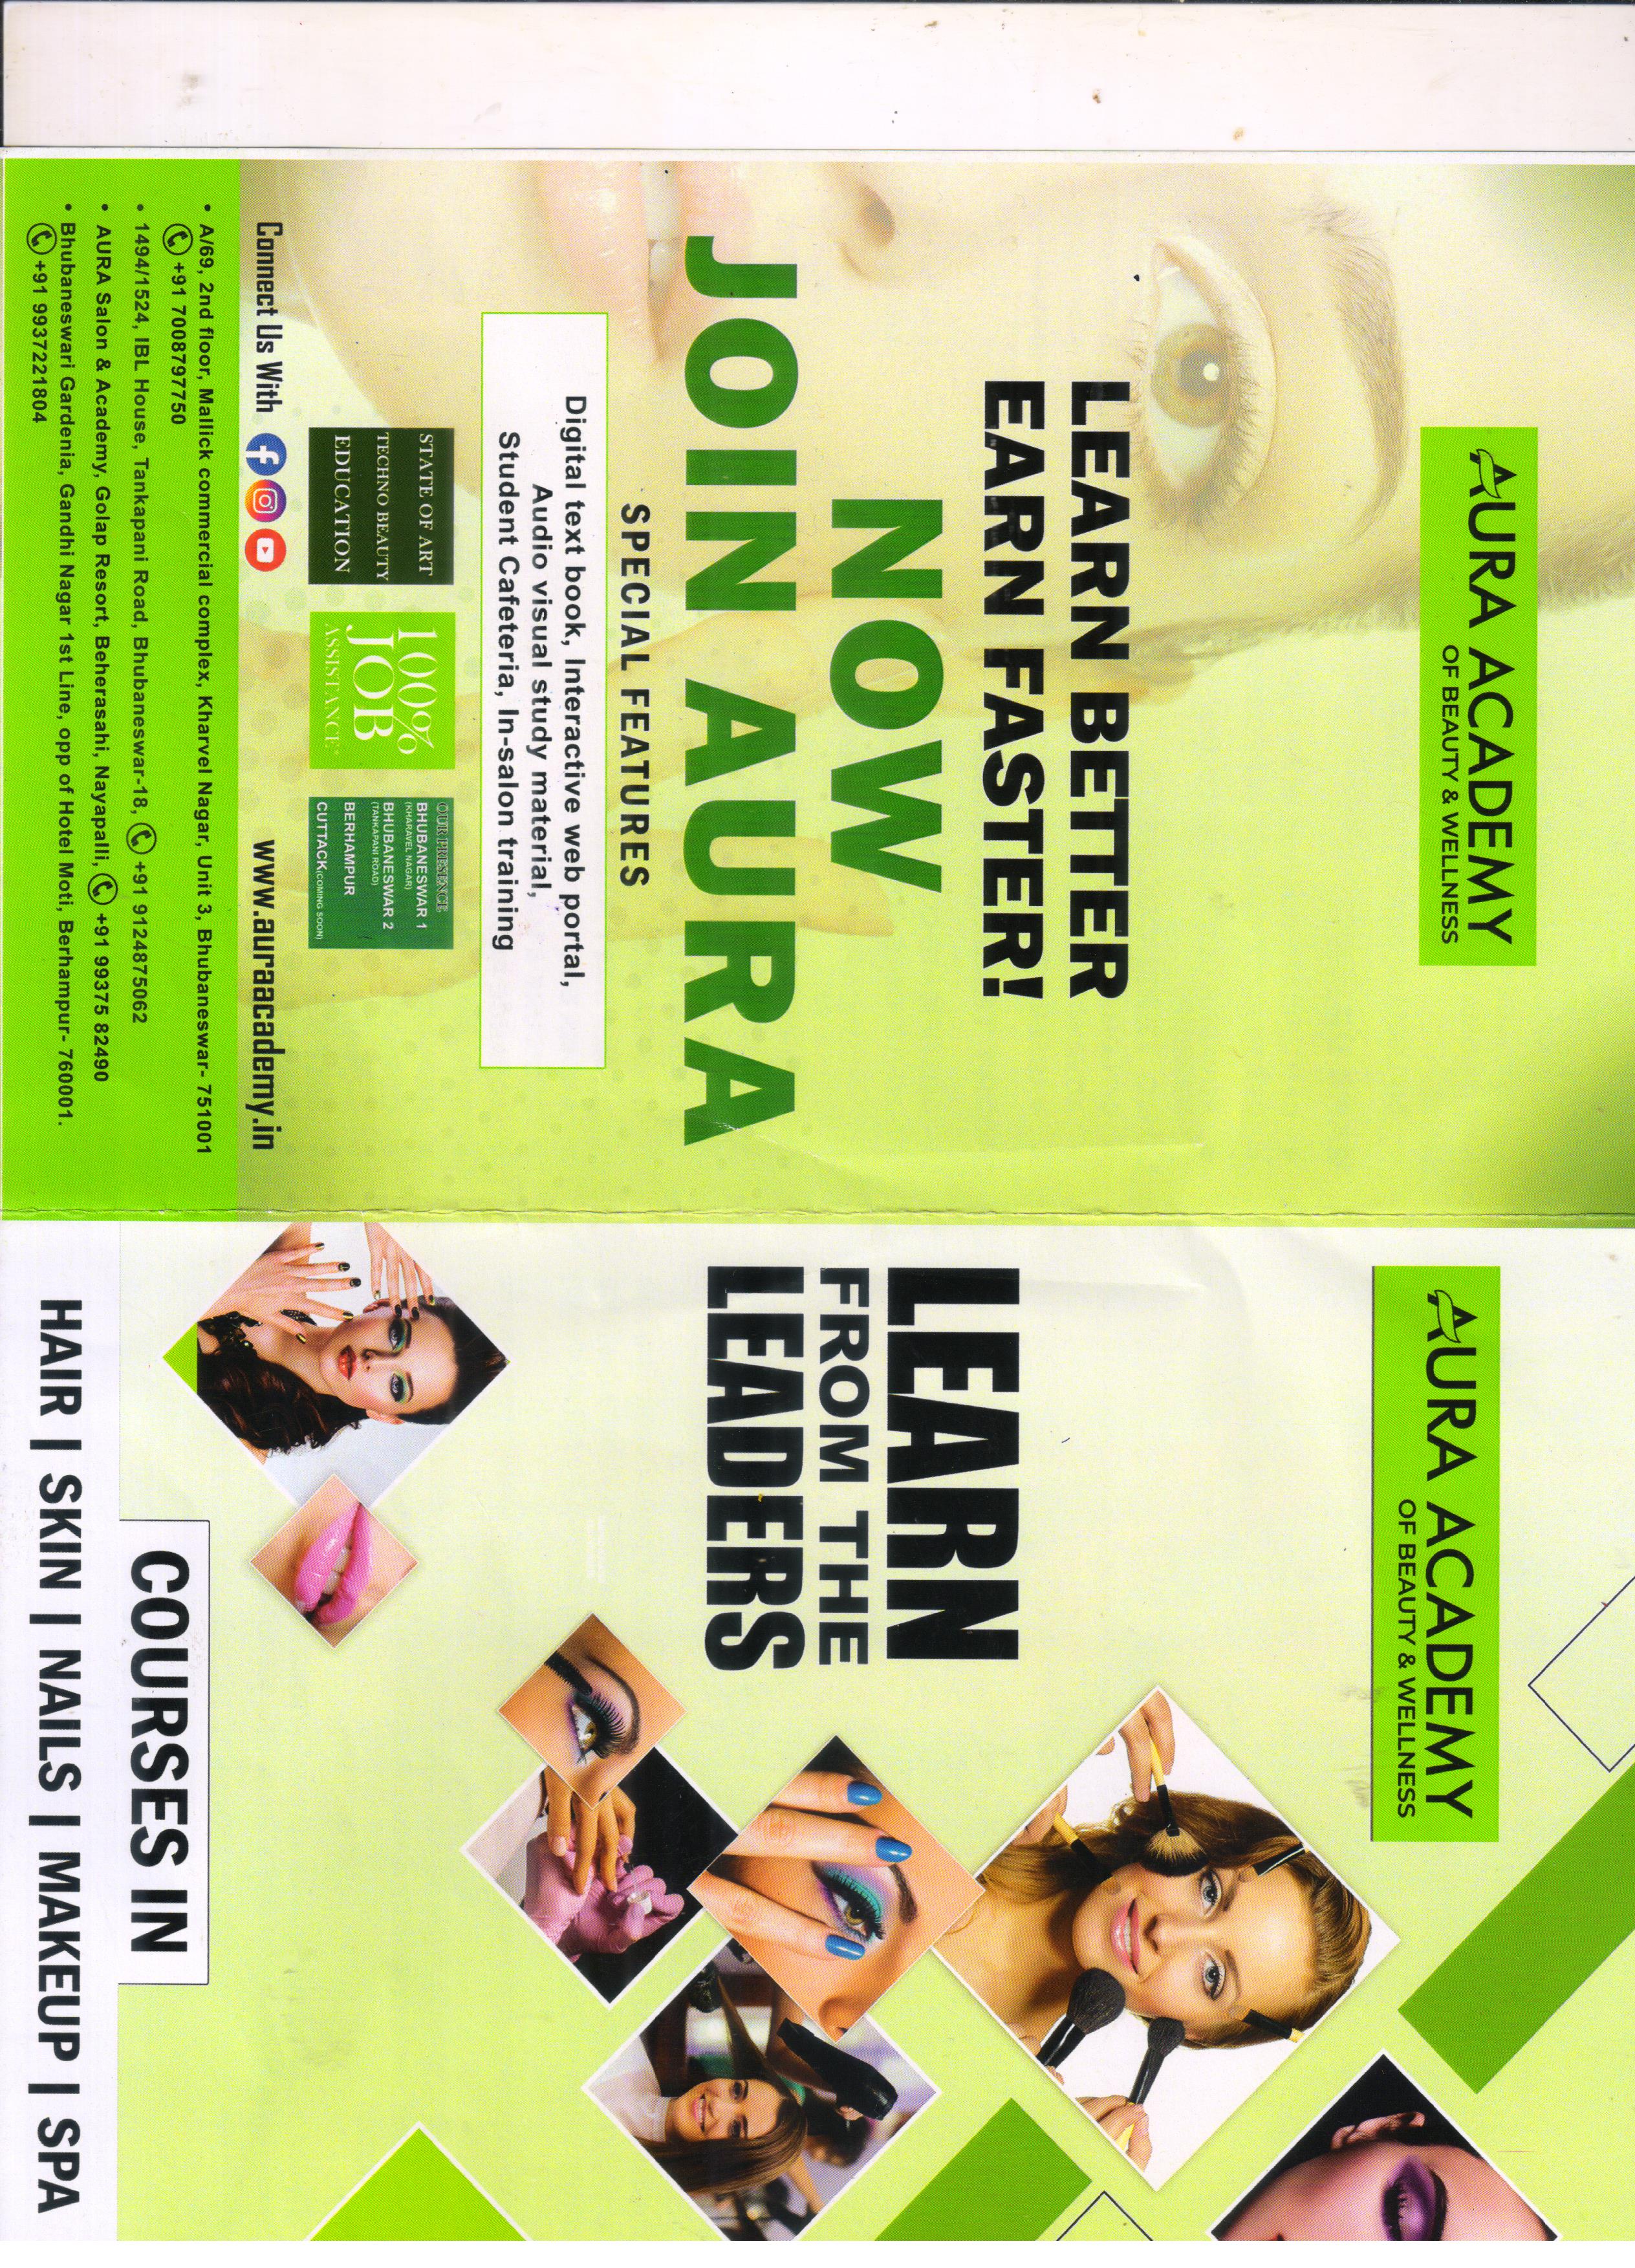 AURA ACADEMY
OF BEAUTY & WELLNESS
LEARN BETTER
EARN FASTER!
NOW
JOIN AURA
SPECIAL FEATURES
Digital text book, Interactive web portal,
Audio visual study material,
Student Cafeteria, In-salon training
STATE OF ART
TECHNO BEAUTY
EDUCATION
100%
JOB
ASSISTANCE*
OUR PRESENCE
BHUBANESWAR 1
(KHARAVEL NAGAR)
BHUBANESWAR 2
(TANKAPANI ROAD)
BERHAMPUR
CUTTACK(COMING SOON)
Connect Us With
www.auraacademy.in
• A/69, 2nd floor, Mallick commercial complex, Kharvel Nagar, Unit 3, Bhubaneswar- 751001
+91 7008797750
• 1494/1524, IBL House, Tankapani Road, Bhubaneswar-18, +91 9124875062
• AURA Salon & Academy, Golap Resort, Beherasahi, Nayapalli, +91 99375 82490
• Bhubaneswari Gardenia, Gandhi Nagar 1st Line, opp of Hotel Moti, Berhampur- 760001.
+91 9937221804
AURA ACADEMY
OF BEAUTY & WELLNESS
LEARN
FROM THE
LEADERS
COURSES IN
HAIR | SKIN | NAILS | MAKEUP | SPA